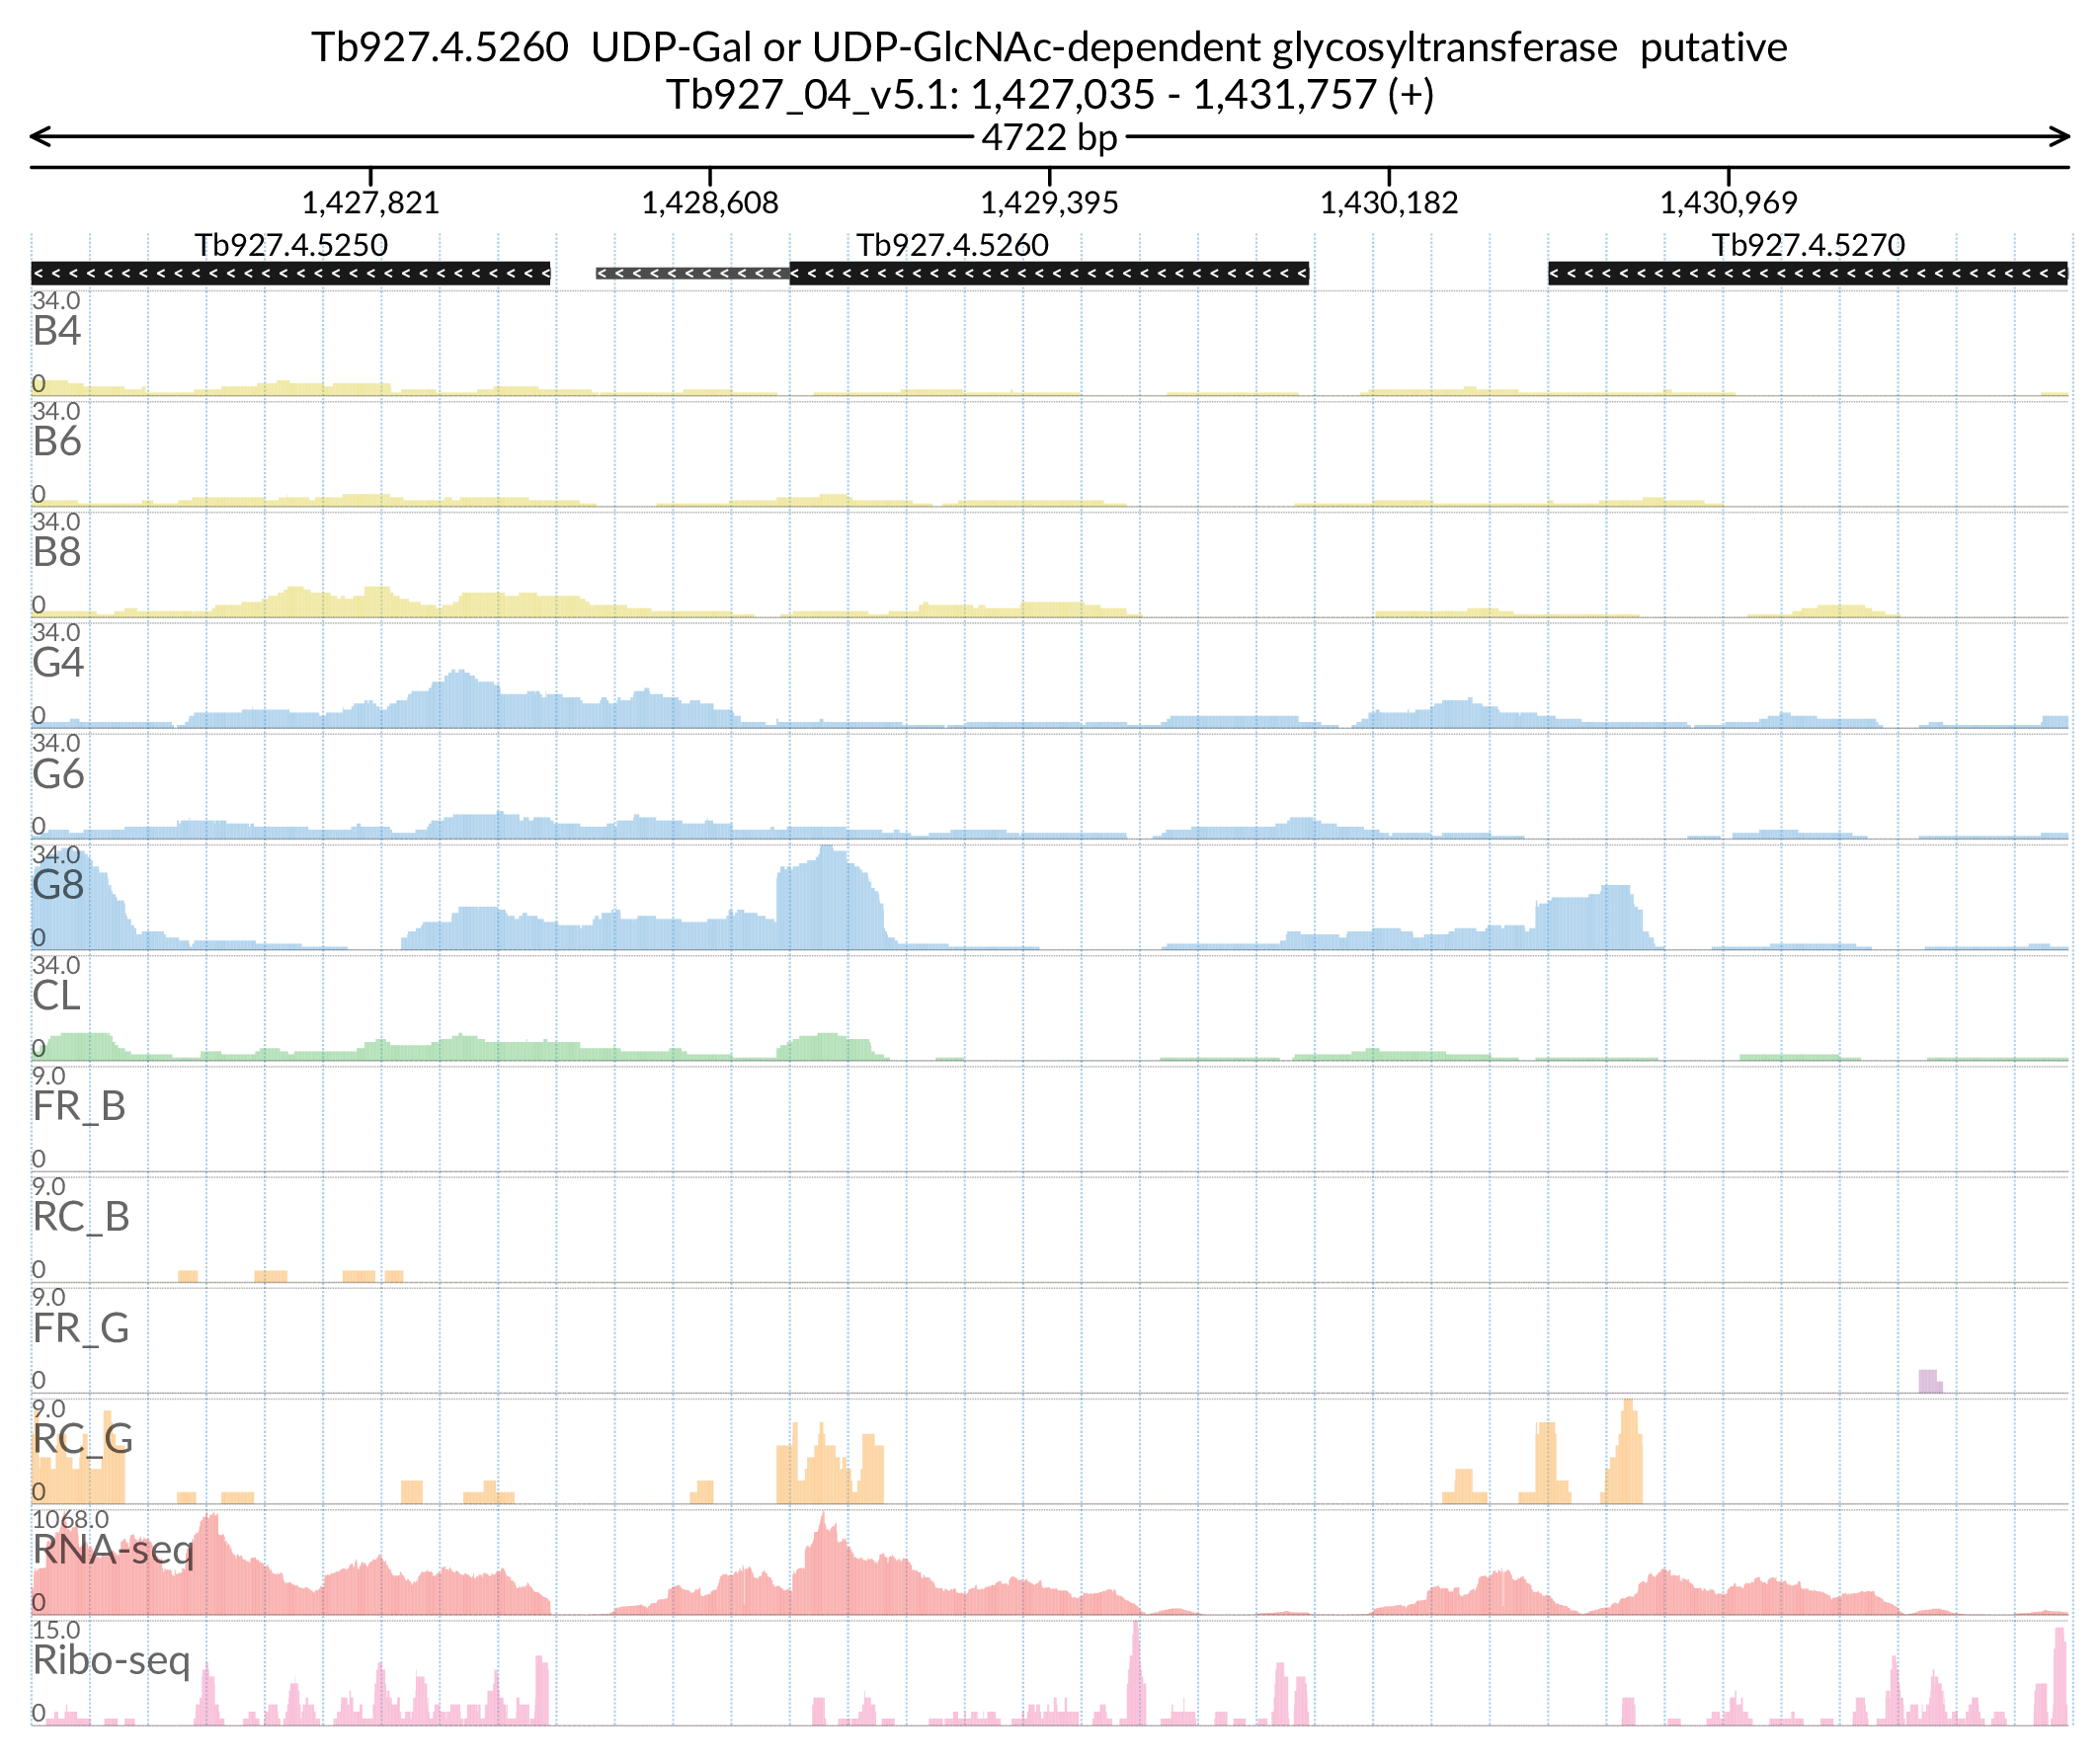 Tb927.4.5260  UDP-Gal or UDP-GlcNAc-dependent glycosyltransferase  putative
Tb927_04_v5.1: 1,427,035 - 1,431,757 (+)
4722 bp
1,427,821 1,428,608 1,429,395 1,430,182 1,430,969
Tb927.4.5250 Tb927.4.5260 Tb927.4.5270
34.0
B4
0
34.0
B6
0
34.0
B8
0
34.0
G4
0
34.0
G6
0
34.0
G8
0
34.0
CL
0
9.0
FR_B
0
9.0
RC_B
0
9.0
FR_G
0
9.0
RC_G
0
1068.0
RNA-seq
0
15.0
Ribo-seq
0